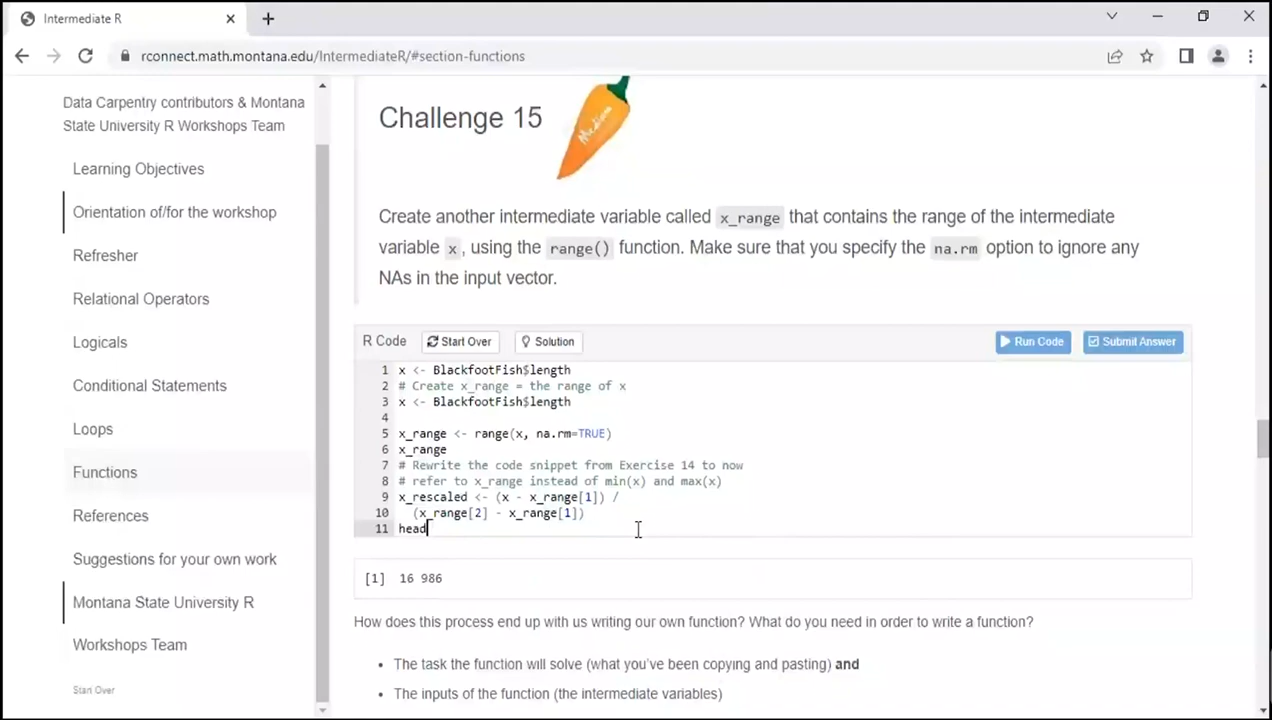 Intermediate R
rconnect.math.montana.edu/IntermediateR/#section-functions
Data Carpentry contributors & Montana
State University R Workshops Team
Learning Objectives
Orientation of/for the workshop
Refresher
Relational Operators
Logicals
Conditional Statements
Loops
Functions
References
Suggestions for your own work
Montana State University R
Workshops Team
Start Over
Challenge 15
Medium
Create another intermediate variable called x_range that contains the range of the intermediate
variable x, using the range() function. Make sure that you specify the na.rm option to ignore any
NAs in the input vector.
R Code Start Over Solution Run Code Submit Answer
1 x <- BlackfootFish$length
2 # Create x_range = the range of x
3 x <- BlackfootFish$length
4
5 x_range <- range(x, na.rm=TRUE)
6 x_range
7 # Rewrite the code snippet from Exercise 14 to now
8 # refer to x_range instead of min(x) and max(x)
9 x_rescaled <- (x - x_range[1]) /
10 (x_range[2] - x_range[1])
11 head
[1] 16 986
How does this process end up with us writing our own function? What do you need in order to write a function?
• The task the function will solve (what you've been copying and pasting) and
• The inputs of the function (the intermediate variables)